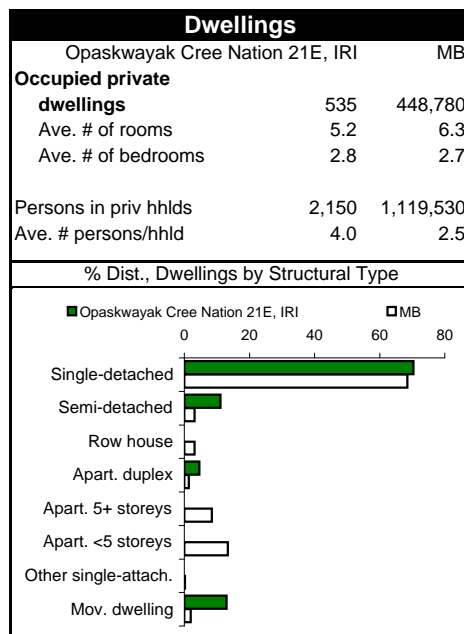 Dwellings
Opaskwayak Cree Nation 21E, IRI MB
Occupied private
dwellings 535 448,780
Ave. # of rooms 5.2 6.3
Ave. # of bedrooms 2.8 2.7
Persons in priv hhlds 2,150 1,119,530
Ave. # persons/hhld 4.0 2.5
% Dist., Dwellings by Structural Type
Opaskwayak Cree Nation 21E, IRI MB
0 20 40 60 80
Single-detached
Semi-detached
Row house
Apart. duplex
Apart. 5+ storeys
Apart. <5 storeys
Other single-attach.
Mov. dwelling